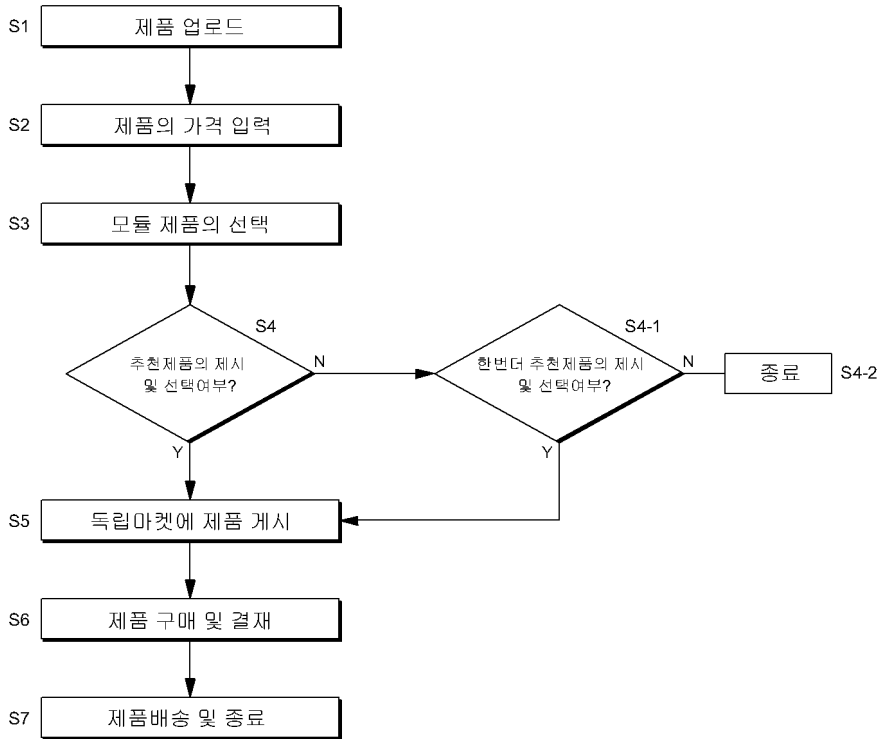 S1
제품 업로드
S2
제품의 가격 입력
S3
모듈 제품의 선택
S4
추천제품의 제시
및 선택여부?
N
Y
S4-1
한번더 추천제품의 제시
및 선택여부?
N
Y
종료
S4-2
S5
독립마켓에 제품 게시
S6
제품 구매 및 결재
S7
제품배송 및 종료